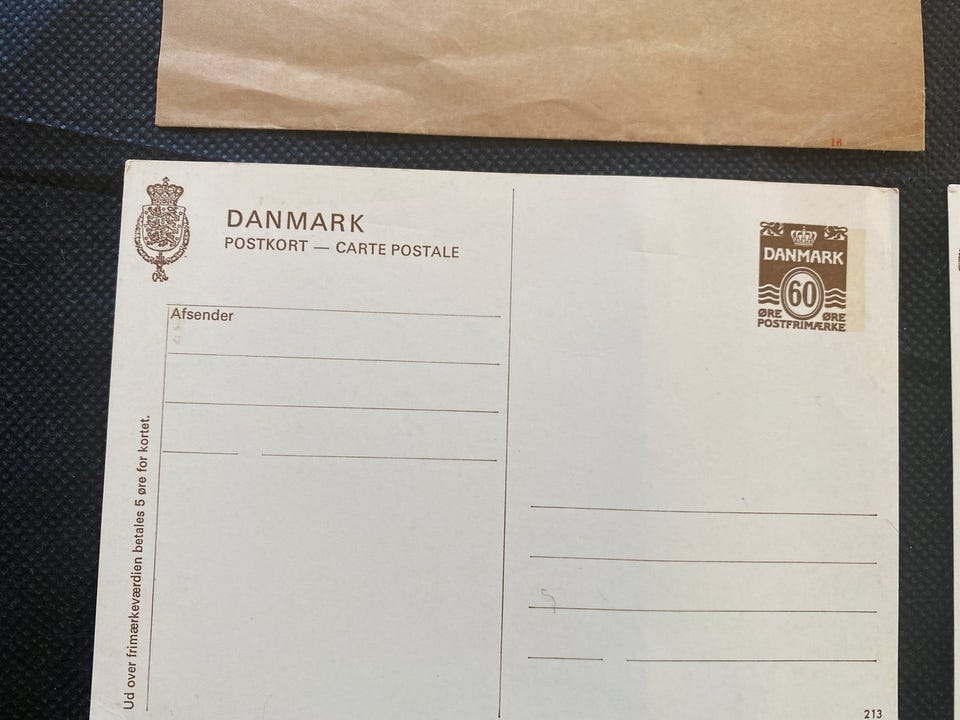 16
DANMARK
POSTKORT — CARTE POSTALE
Afsender
Ud over frimærkeværdien betales 5 øre for kortet.
DANMARK
60
ØRE ØRE
POSTFRIMÆRKE
213